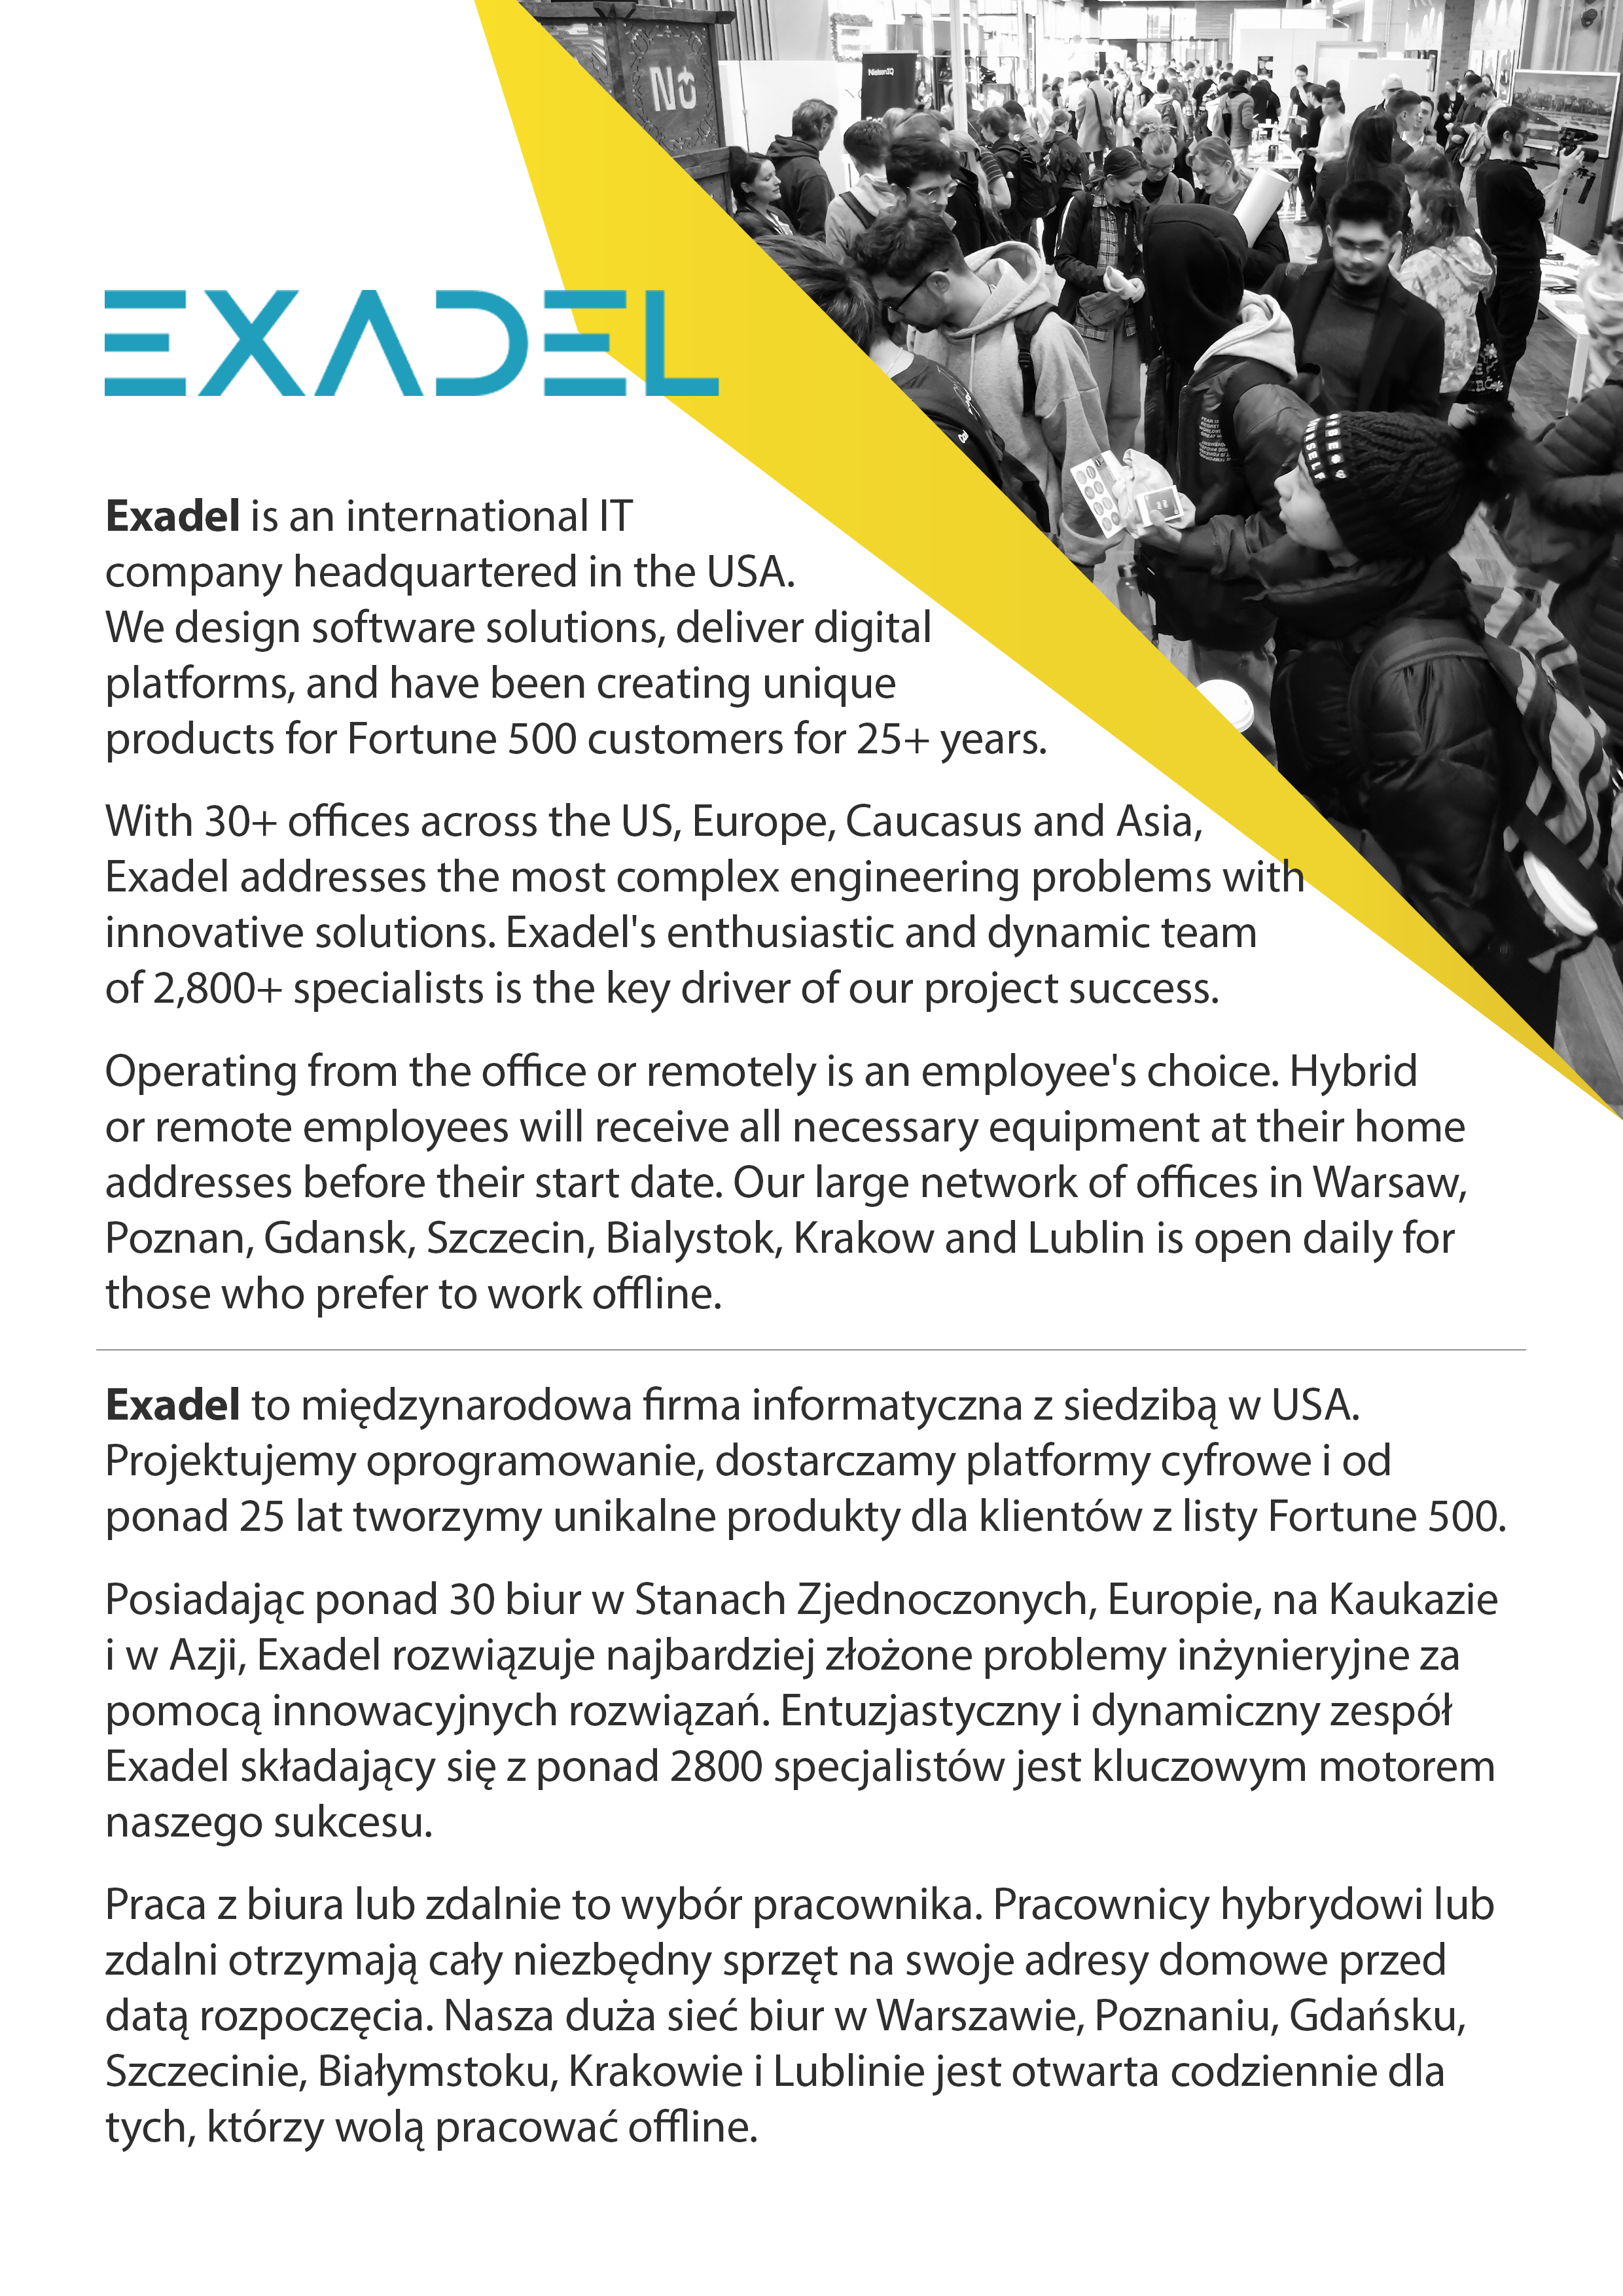 NielsenIQ
EXADEL
Exadel is an international IT
company headquartered in the USA.
We design software solutions, deliver digital
platforms, and have been creating unique
products for Fortune 500 customers for 25+ years.
With 30+ offices across the US, Europe, Caucasus and Asia,
Exadel addresses the most complex engineering problems with
innovative solutions. Exadel's enthusiastic and dynamic team
of 2,800+ specialists is the key driver of our project success.
Operating from the office or remotely is an employee's choice. Hybrid
or remote employees will receive all necessary equipment at their home
addresses before their start date. Our large network of offices in Warsaw,
Poznan, Gdansk, Szczecin, Bialystok, Krakow and Lublin is open daily for
those who prefer to work offline.
Exadel to międzynarodowa firma informatyczna z siedzibą w USA.
Projektujemy oprogramowanie, dostarczamy platformy cyfrowe i od
ponad 25 lat tworzymy unikalne produkty dla klientów z listy Fortune 500.
Posiadając ponad 30 biur w Stanach Zjednoczonych, Europie, na Kaukazie
i w Azji, Exadel rozwiązuje najbardziej złożone problemy inżynieryjne za
pomocą innowacyjnych rozwiązań. Entuzjastyczny i dynamiczny zespół
Exadel składający się z ponad 2800 specjalistów jest kluczowym motorem
naszego sukcesu.
Praca z biura lub zdalnie to wybór pracownika. Pracownicy hybrydowi lub
zdalni otrzymają cały niezbędny sprzęt na swoje adresy domowe przed
datą rozpoczęcia. Nasza duża sieć biur w Warszawie, Poznaniu, Gdańsku,
Szczecinie, Białymstoku, Krakowie i Lublinie jest otwarta codziennie dla
tych, którzy wolą pracować offline.